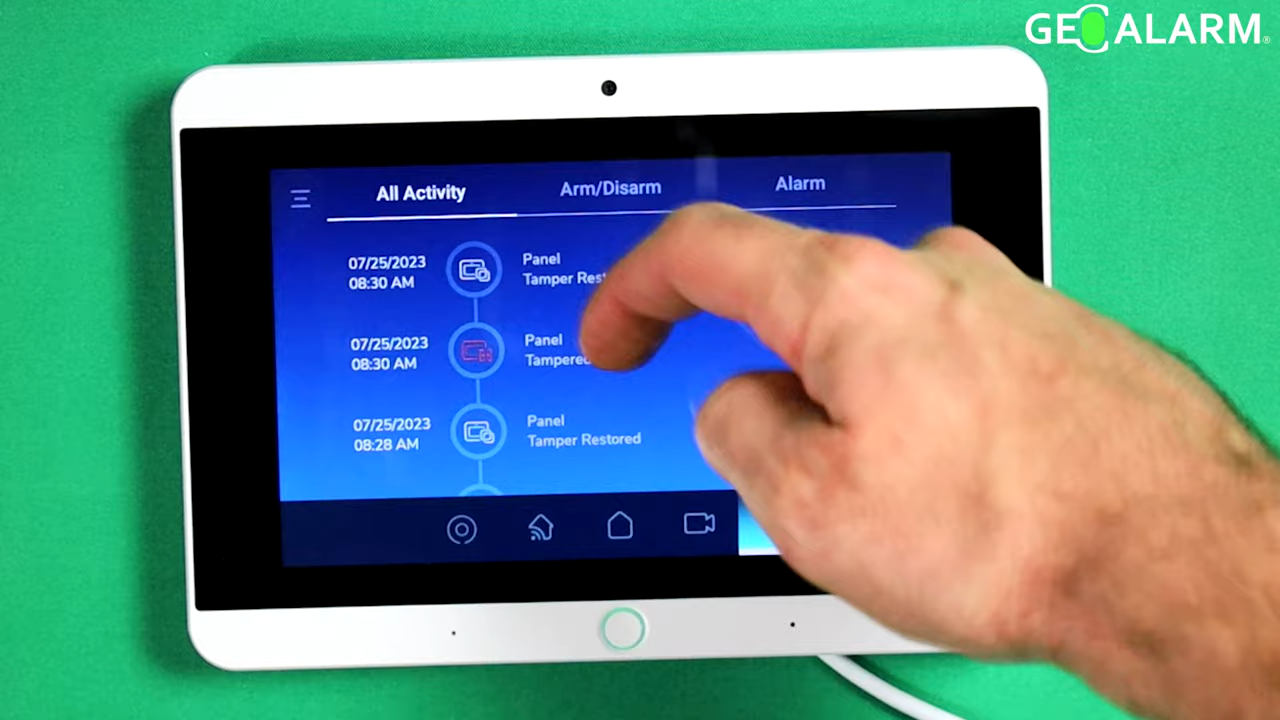 GEOALARM®
All Activity
Arm/Disarm
Alarm
07/25/2023
08:30 AM
Panel
Tamper
07/25/2023
08:30 AM
Panel
Tampered
07/25/2023
08:28 AM
Panel
Tamper Restored